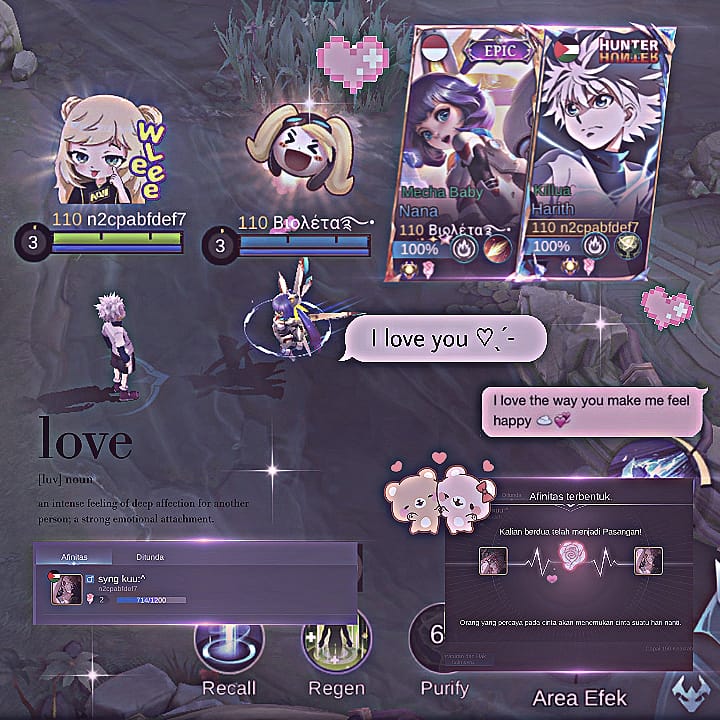 EPIC
HUNTER
HUNTER
WLEEE
110 n2cpabfdef7
3
110 Βιολέτα
3
Mecha Baby
Nana
110 Βιολέτα
100%
Killua
Harith
110 n2cpabfdef7
100%
I love you ♡ˎˊ-
I love the way you make me feel
happy ☁️💞
love
[luv] noun
an intense feeling of deep affection for another
person; a strong emotional attachment.
Afinitas terbentuk.
Kalian berdua telah menjadi Pasangan!
Orang yang percaya pada cinta akan menemukan cinta suatu hari nanti.
Afinitas Ditunda
syng kuu:^
n2cpabfdef7
2 714/1200
6
Recall Regen Purify Area Efek